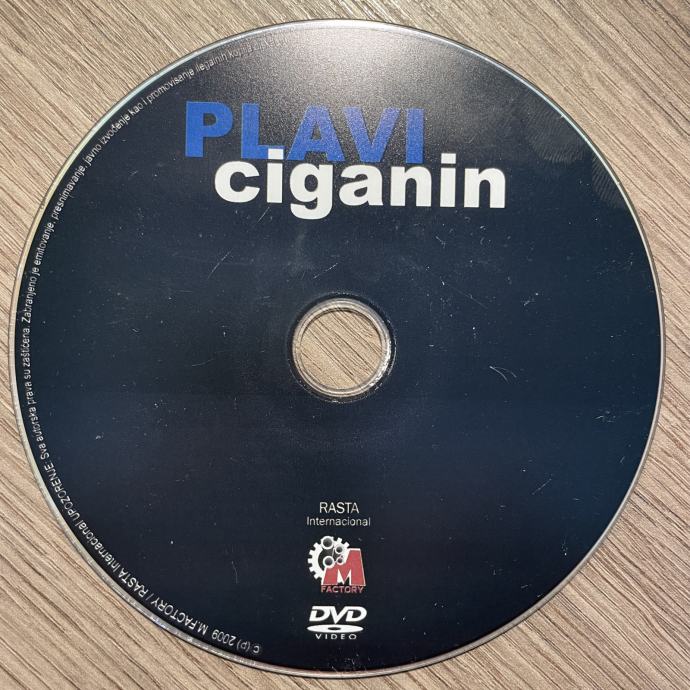 PLAVI
ciganin
RASTA
Internacional
M
FACTORY
DVD
VIDEO
© (p) 2009 M.FACTORY / RASTA Internacional UPOZORENJE: Sva autorska prava su zaštićena. Zabranjeno je emitovanje, presnimavanje, javno izvođenje kao i promovisanje ilegalnih kopija